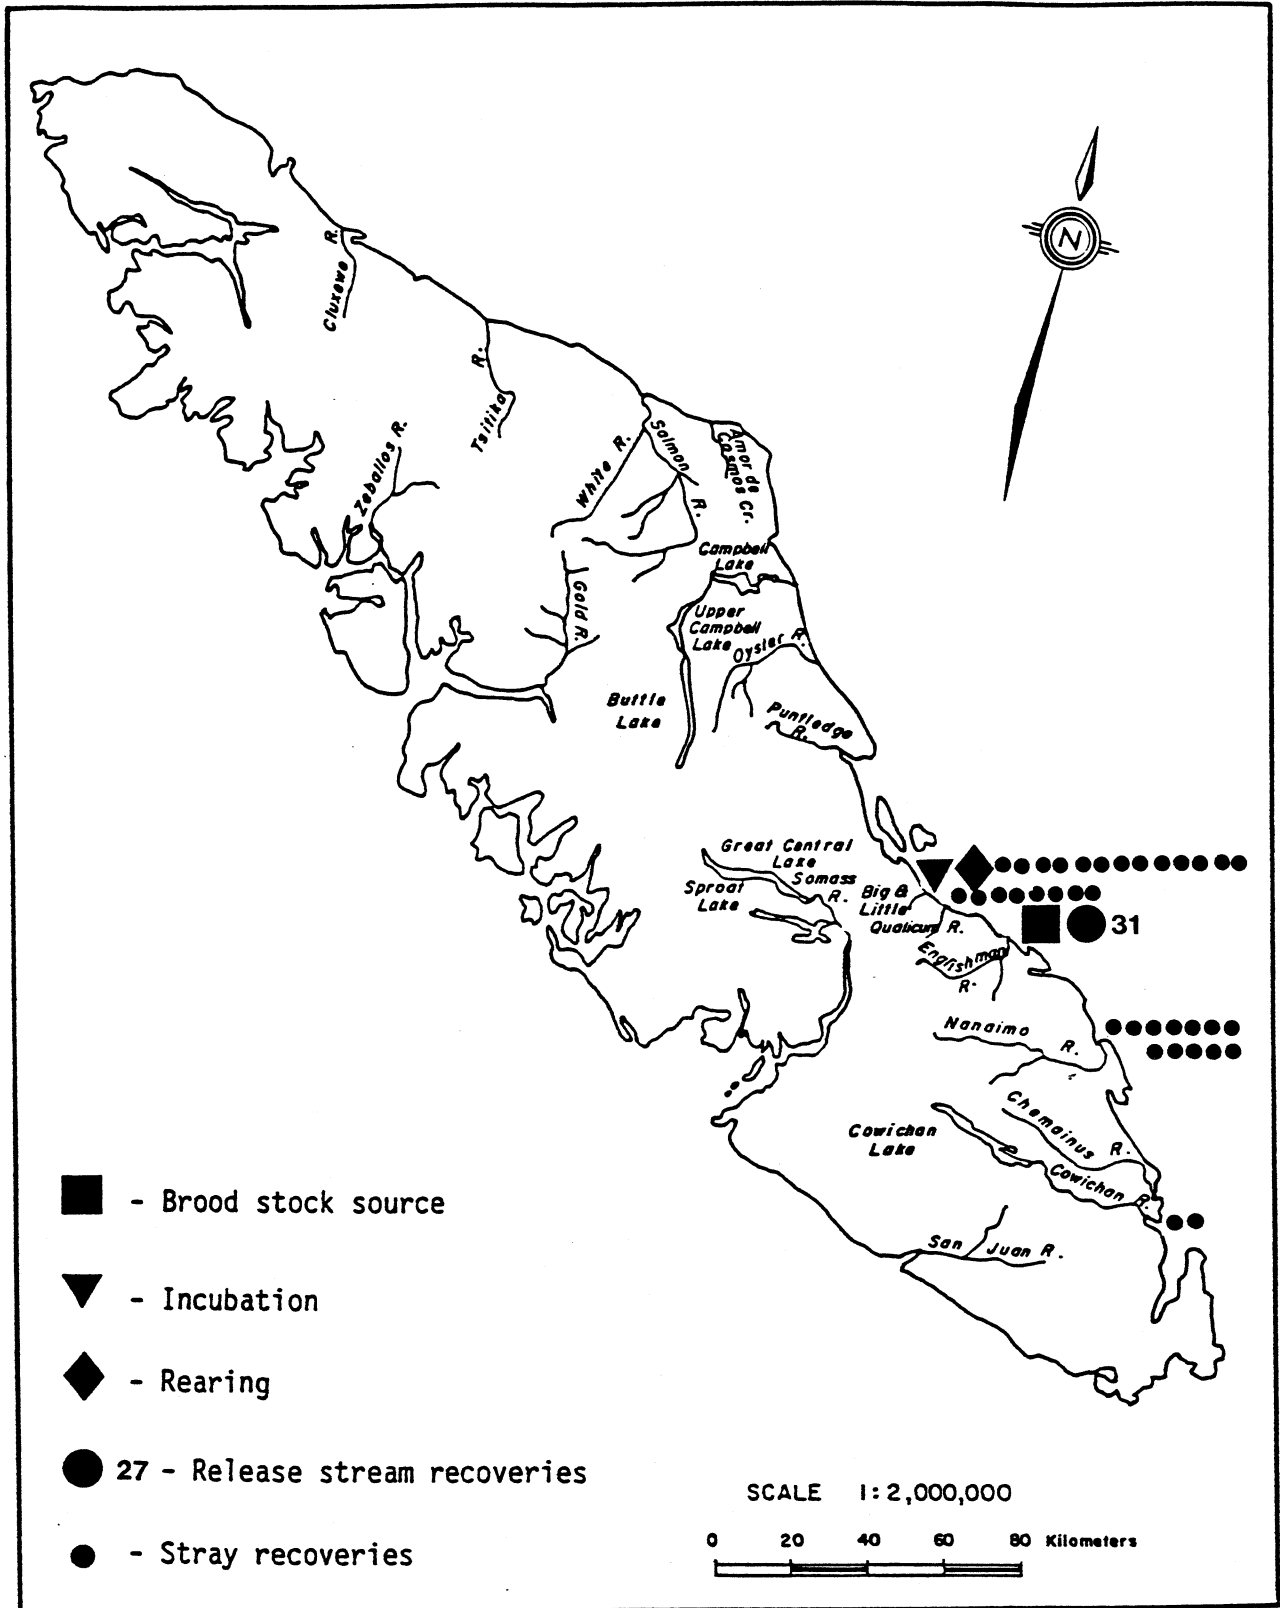 N
Cluxewe R.
Tsitika R.
Zeballos R.
White R.
Salmon R.
Amor de
Cosmos Cr.
Campbell
Lake
Gold R.
Upper
Campbell
Lake
Oyster R.
Buttle
Lake
Puntledge
R.
Great Central
Lake
Somass
R.
Sproat
Lake
Big &
Little
Qualicum R.
31
Englishman
R.
Nanaimo R.
Chemainus R.
Cowichan
Lake
Cowichan R.
San Juan R.
- Brood stock source
- Incubation
- Rearing
27 - Release stream recoveries
- Stray recoveries
SCALE 1:2,000,000
0 20 40 60 80 Kilometers